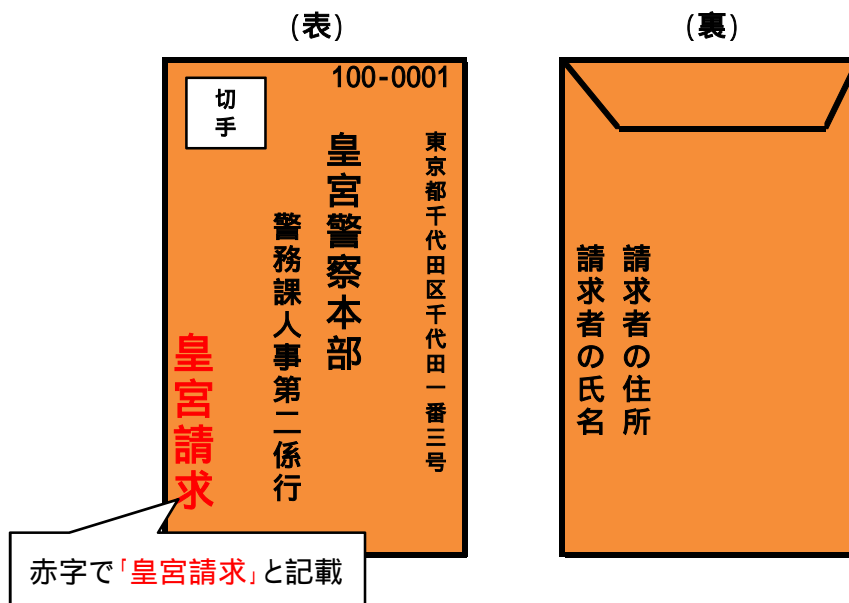 (表)
100-0001
切手
東京都千代田区千代田一番三号
皇宮警察本部
警務課人事第二係行
皇宮請求
赤字で「皇宮請求」と記載
(裏)
請求者の住所
請求者の氏名